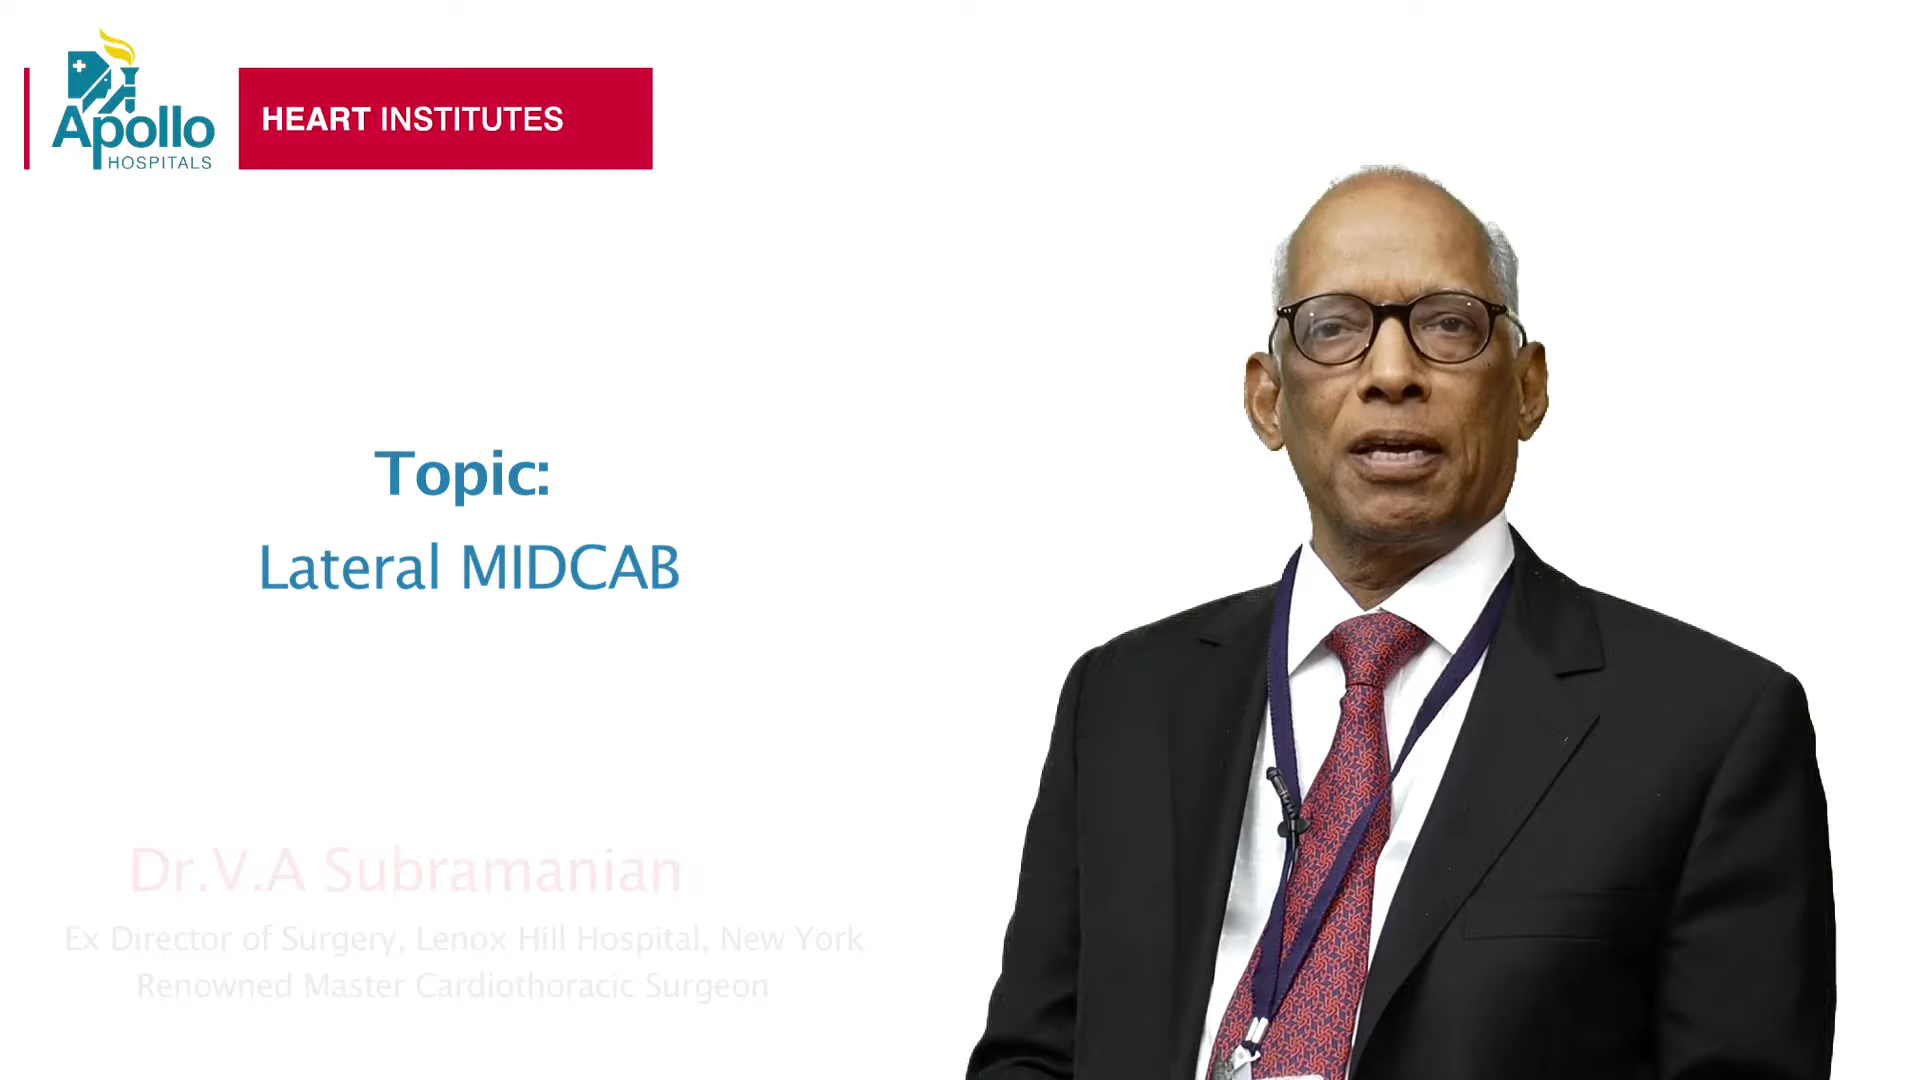 Apollo
HOSPITALS
HEART INSTITUTES
Topic:
Lateral MIDCAB
Dr.V.A Subramanian
Ex Director of Surgery, Lenox Hill Hospital, New York
Renowned Master Cardiothoracic Surgeon